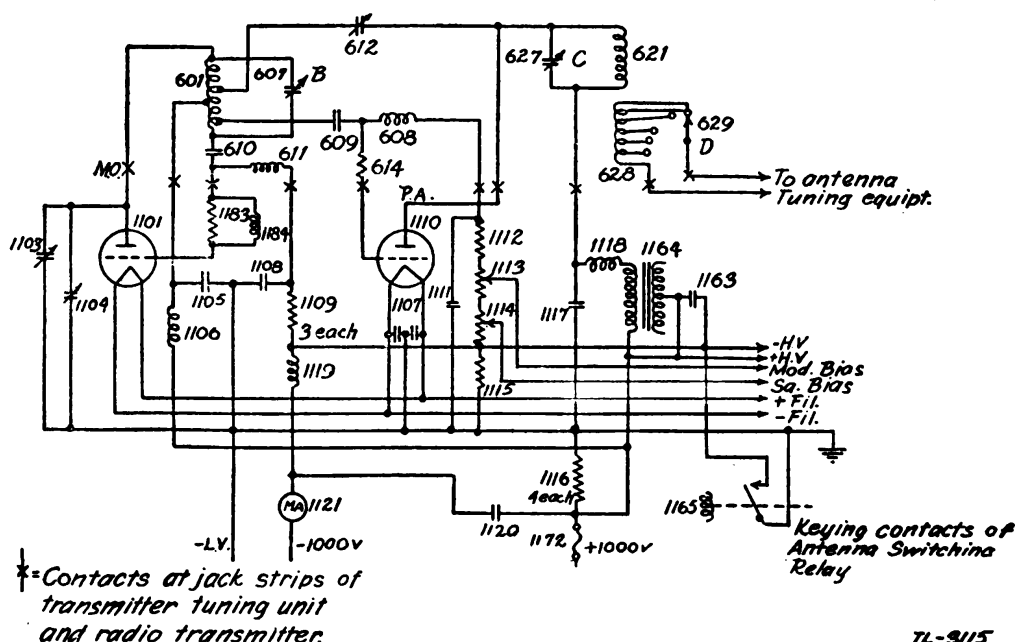 612
627
C
621
601
607
B
609
608
629
D
610
611
628
614
To antenna
Tuning equipt.
MO.
P.A.
1101
1183
1184
1110
1103
1104
1105
1108
1109
3 each
1107
1111
1112
1113
1114
1115
1118
1164
1163
1117
1106
1119
-H.V
+H.V
Mod. Bias
Sa. Bias
+ Fil.
- Fil.
1116
4 each
1165
MA
1121
1120
1172
-L.V.
-1000v
+1000v
Keying contacts of
Antenna Switching
Relay
= Contacts at jack strips of
transmitter tuning unit
and radio transmitter.
TL-3115